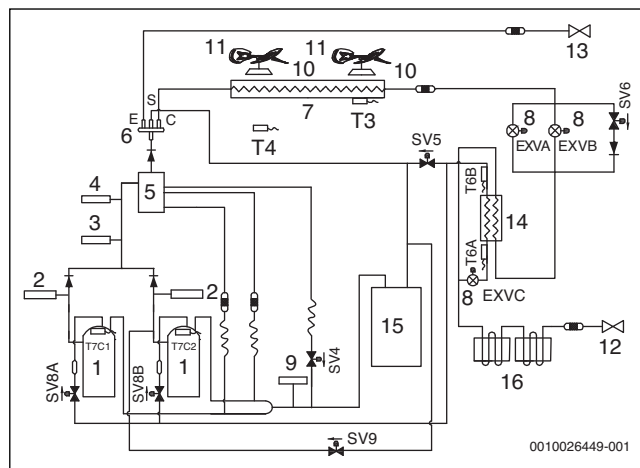 11 11 13
10 10
E S C
6 7 T3 SV6
8 8
T4 SV5 EXVA EXVB
4 5 T6B
3 14
T6A
2 2 8 EXVC
15
T7C1 T7C2 9 SV4 12
1 1
SV8A SV8B 16
SV9 0010026449-001